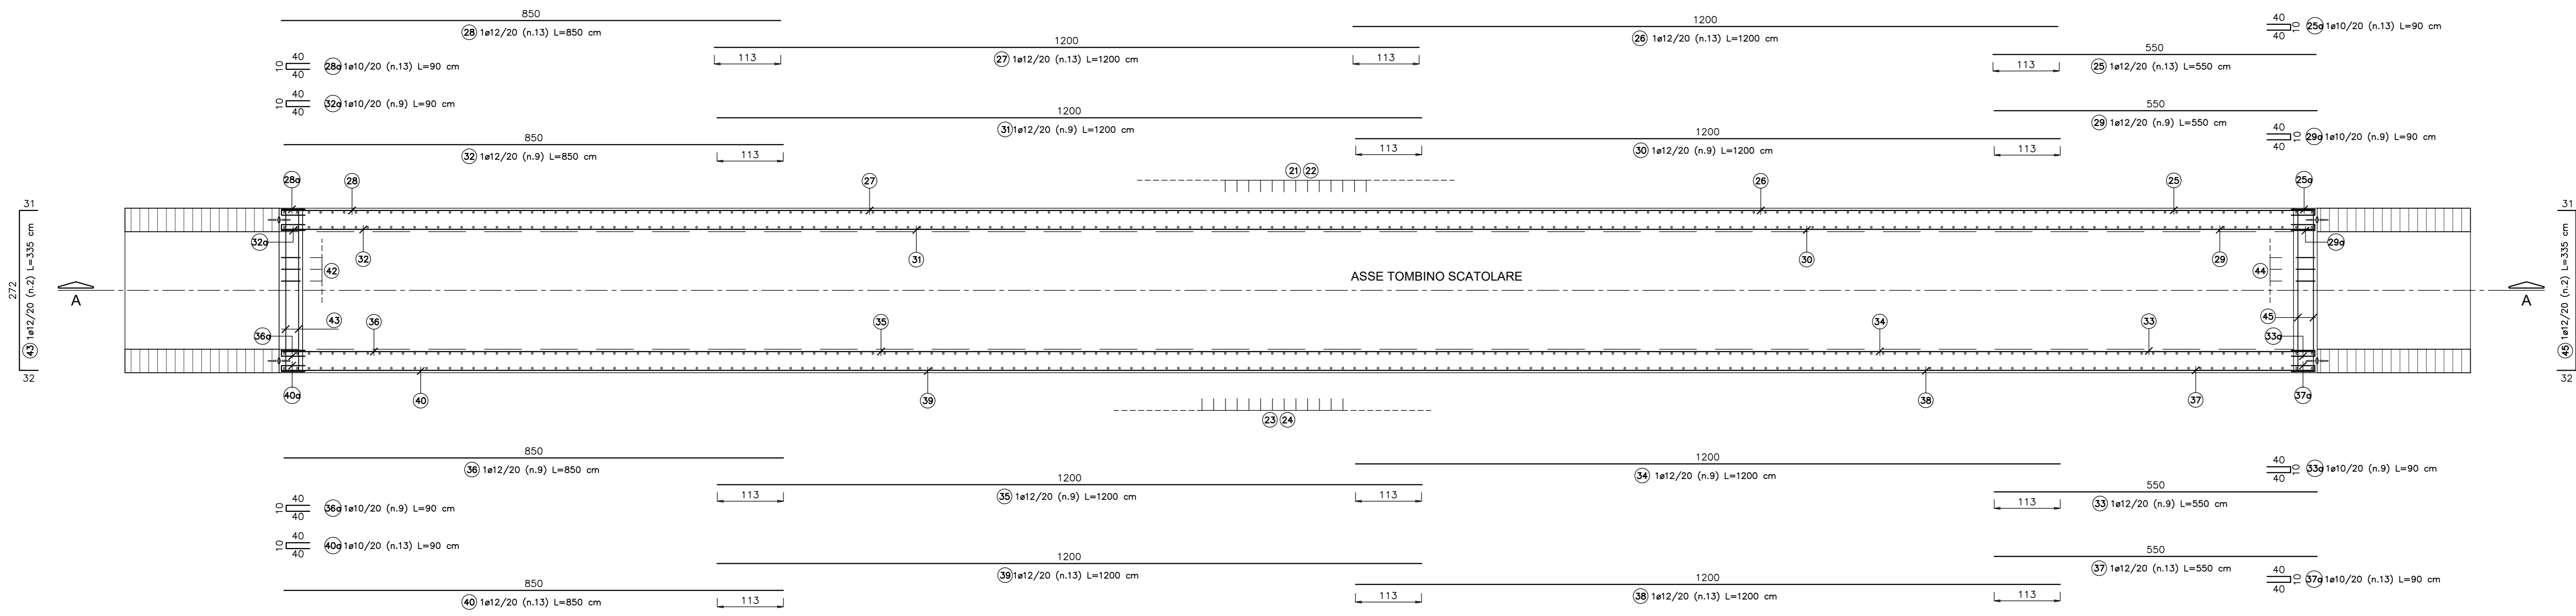 850
28 1ø12/20 (n.13) L=850 cm
1200
113
113
27 1ø12/20 (n.13) L=1200 cm
1200
26 1ø12/20 (n.13) L=1200 cm
40
10
40
25a 1ø10/20 (n.13) L=90 cm
550
113
25 1ø12/20 (n.13) L=550 cm
40
10
40
28a 1ø10/20 (n.13) L=90 cm
40
10
40
32a 1ø10/20 (n.9) L=90 cm
850
32 1ø12/20 (n.9) L=850 cm
113
1200
31 1ø12/20 (n.9) L=1200 cm
113
1200
30 1ø12/20 (n.9) L=1200 cm
550
29 1ø12/20 (n.9) L=550 cm
113
40
10
40
29a 1ø10/20 (n.9) L=90 cm
21 22
28a
28
27
26
25
25a
31
272
43 1ø12/20 (n.2) L=335 cm
32
31
45 1ø12/20 (n.2) L=335 cm
272
32
32a
32
31
30
29
29a
42
44
ASSE TOMBINO SCATOLARE
A
A
43
36a
36
35
34
33
45
33a
40a
40
39
38
37
37a
23 24
850
36 1ø12/20 (n.9) L=850 cm
113
1200
35 1ø12/20 (n.9) L=1200 cm
113
1200
34 1ø12/20 (n.9) L=1200 cm
40
10
40
33a 1ø10/20 (n.9) L=90 cm
550
113
33 1ø12/20 (n.9) L=550 cm
40
10
40
36a 1ø10/20 (n.9) L=90 cm
40
10
40
40a 1ø10/20 (n.13) L=90 cm
850
40 1ø12/20 (n.13) L=850 cm
113
1200
39 1ø12/20 (n.13) L=1200 cm
113
1200
38 1ø12/20 (n.13) L=1200 cm
550
37 1ø12/20 (n.13) L=550 cm
113
40
10
40
37a 1ø10/20 (n.13) L=90 cm